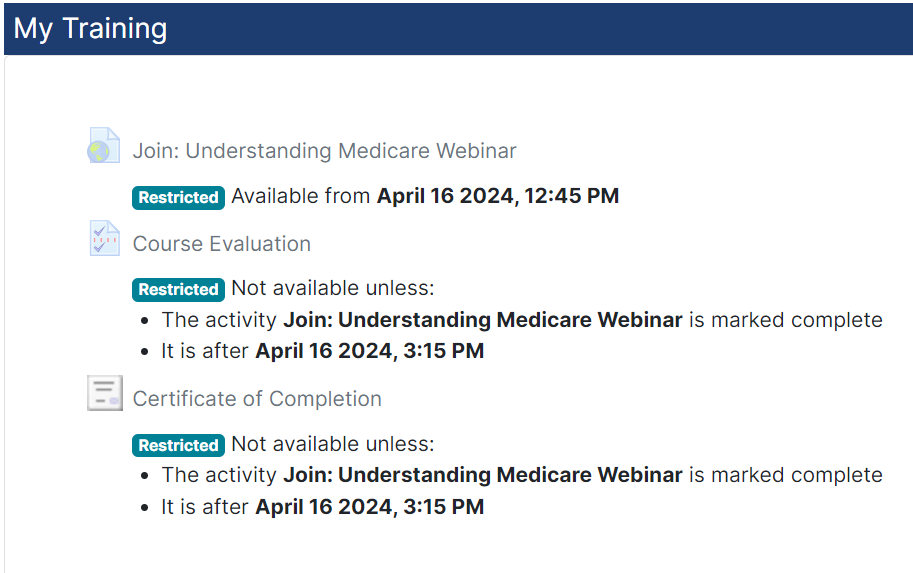 My Training
Join: Understanding Medicare Webinar
Restricted Available from April 16 2024, 12:45 PM
Course Evaluation
Restricted Not available unless:
• The activity Join: Understanding Medicare Webinar is marked complete
• It is after April 16 2024, 3:15 PM
Certificate of Completion
Restricted Not available unless:
• The activity Join: Understanding Medicare Webinar is marked complete
• It is after April 16 2024, 3:15 PM